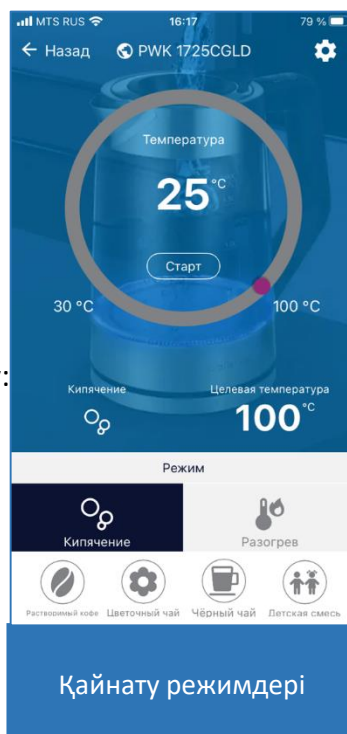 MTS RUS 16:17 79 %
Назад PWK 1725CGLD
Температура
25°C
Старт
30 °C 100 °C
:
Кипячение Целевая температура
100°C
Режим
Кипячение Разогрев
Растворимый кофе Цветочный чай Чёрный чай Детская смесь
Қайнату режимдері